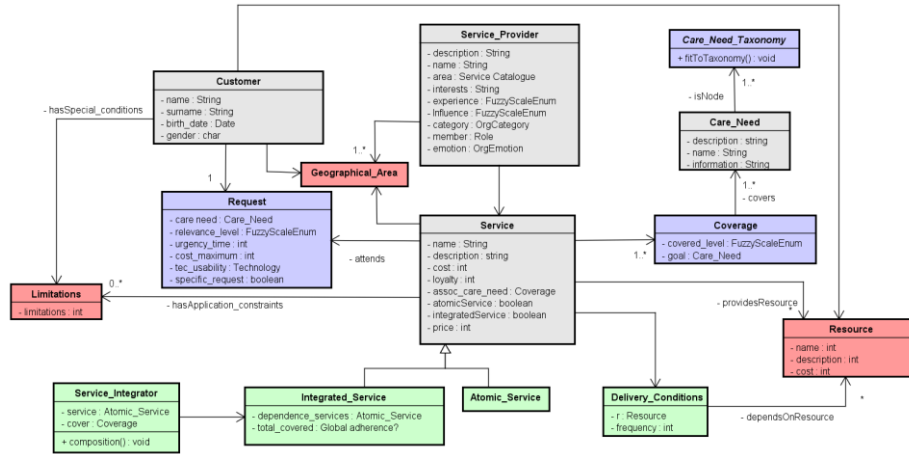 Service_Provider
- description : String
- name : String
- area : Service Catalogue
- interests : String
- experience : FuzzyScaleEnum
- Influence : FuzzyScaleEnum
- category : OrgCategory
- member : Role
- emotion : OrgEmotion
Care_Need_Taxonomy
+ fitToTaxonomy() : void
1..*
- isNode
Customer
- name : String
- surname : String
- birth_date : Date
- gender : char
- hasSpecial_conditions
Care_Need
- description : string
- name : String
- information : String
1..*
- covers
1..*
Geographical_Area
1
Request
- care need : Care_Need
- relevance_level : FuzzyScaleEnum
- urgency_time : int
- cost_maximum : int
- tec_usability : Technology
- specific_request : boolean
- attends
Service
- name : String
- description : string
- cost : int
- loyalty : int
- assoc_care_need : Coverage
- atomicService : boolean
- integratedService : boolean
- price : int
1..*
Coverage
- covered_level : FuzzyScaleEnum
- goal : Care_Need
0..*
Limitations
- limitations : int
- hasApplication_constraints
- providesResource
*
Resource
- name : int
- description : int
- cost : int
*
- dependsOnResource
Service_Integrator
- service : Atomic_Service
- cover : Coverage
+ composition() : void
Integrated_Service
- dependence_services : Atomic_Service
- total_covered : Global adherence?
Atomic_Service
Delivery_Conditions
- r : Resource
- frequency : int